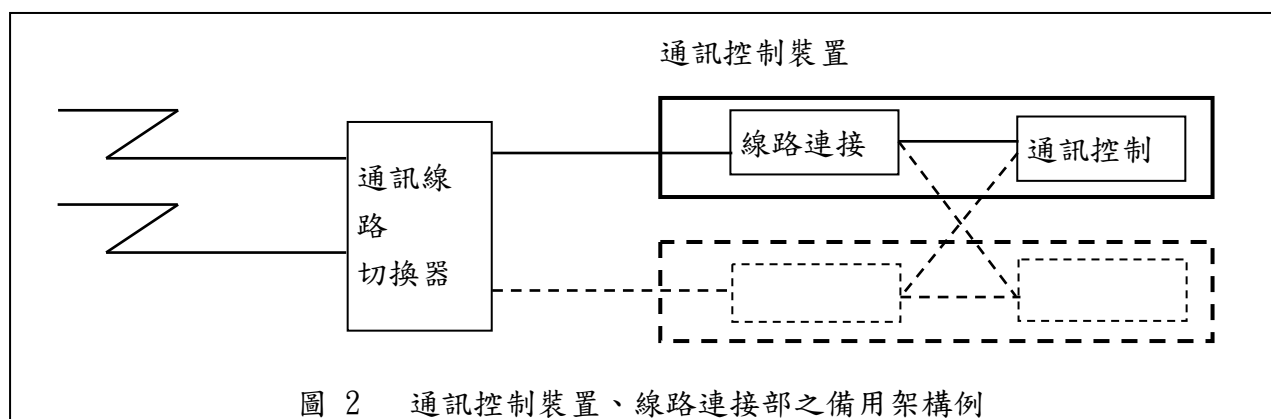 通訊控制裝置
線路連接
通訊控制
通訊線
路
切換器
圖 2 通訊控制裝置、線路連接部之備用架構例